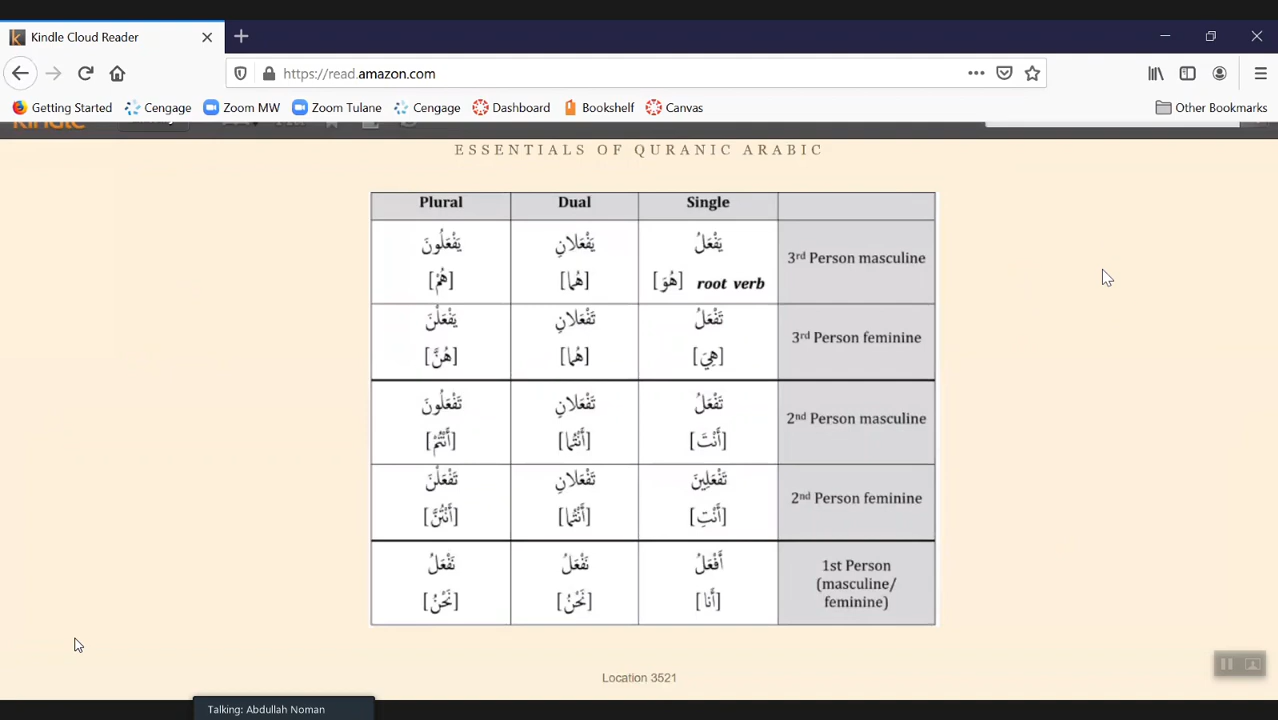 Kindle Cloud Reader
https://read.amazon.com
Getting Started Cengage Zoom MW Zoom Tulane Cengage Dashboard Bookshelf Canvas Other Bookmarks
ESSENTIALS OF QURANIC ARABIC
Plural Dual Single
يَفْعَلُونَ يَفْعَلَانِ يَفْعَلُ
3rd Person masculine
[هُمْ] [هُمَا] [هُوَ] root verb
يَفْعَلْنَ تَفْعَلَانِ تَفْعَلُ
3rd Person feminine
[هُنَّ] [هُمَا] [هِيَ]
تَفْعَلُونَ تَفْعَلَانِ تَفْعَلُ
2nd Person masculine
[أَنْتُمْ] [أَنْتُمَا] [أَنْتَ]
تَفْعَلْنَ تَفْعَلَانِ تَفْعَلِينَ
2nd Person feminine
[أَنْتُنَّ] [أَنْتُمَا] [أَنْتِ]
نَفْعَلُ نَفْعَلُ أَفْعَلُ
1st Person
(masculine/
feminine)
[نَحْنُ] [نَحْنُ] [أَنَا]
Location 3521
Talking: Abdullah Noman